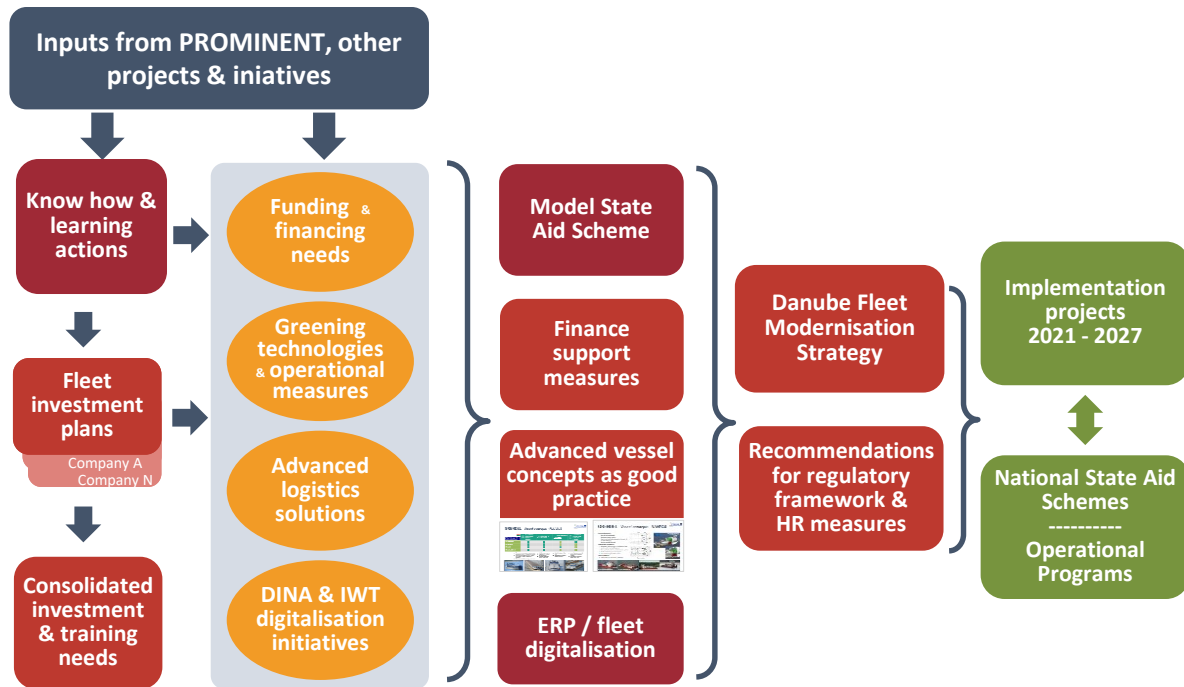 Inputs from PROMINENT, other
projects & iniatives
Know how &
learning
actions
Fleet
investment
plans
Company A
Company N
Consolidated
investment
& training
needs
Funding &
financing
needs
Greening
technologies
& operational
measures
Advanced
logistics
solutions
DINA & IWT
digitalisation
initiatives
Model State
Aid Scheme
Finance
support
measures
Advanced vessel
concepts as good
practice
ERP / fleet
digitalisation
Danube Fleet
Modernisation
Strategy
Recommendations
for regulatory
framework &
HR measures
Implementation
projects
2021 - 2027
National State Aid
Schemes
----------
Operational
Programs